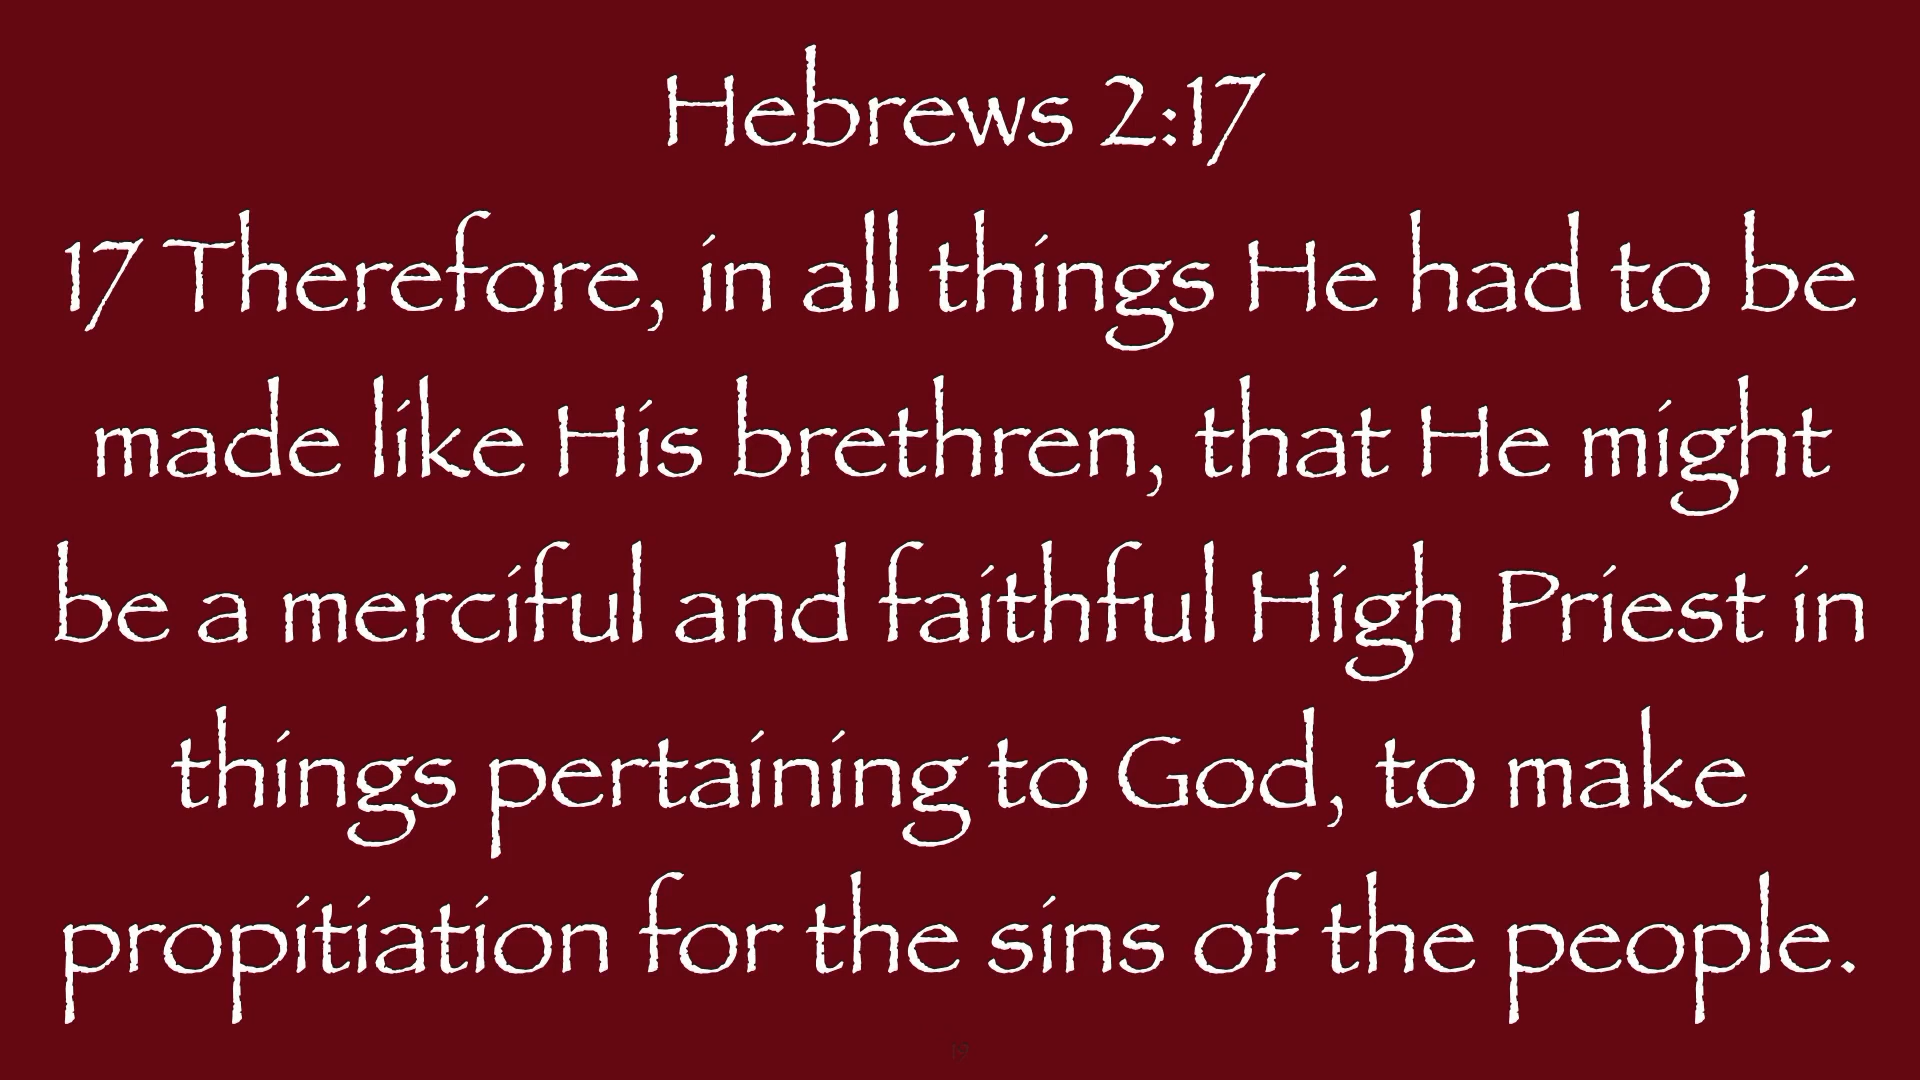 Hebrews 2:17
17 Therefore, in all things He had to be
made like His brethren, that He might
be a merciful and faithful High Priest in
things pertaining to God, to make
propitiation for the sins of the people.
19